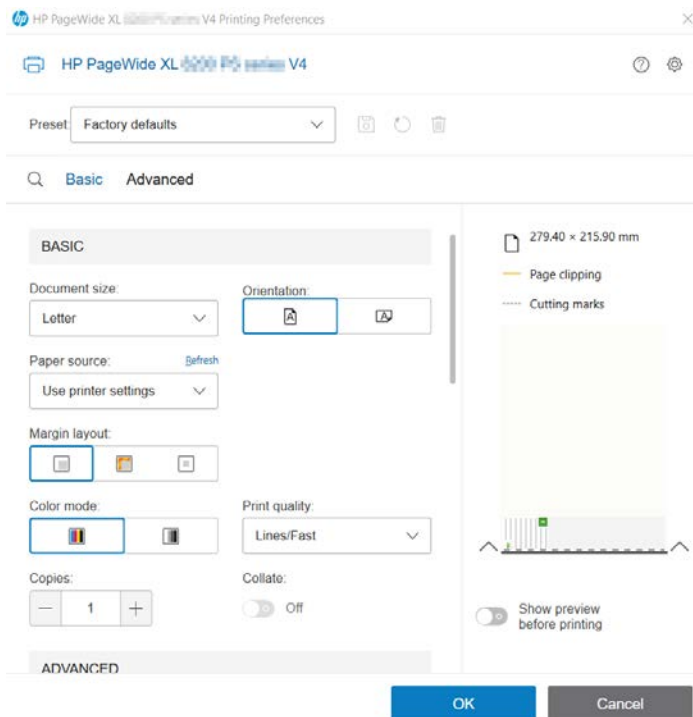 HP PageWide XL V4 Printing Preferences
HP PageWide XL V4
Preset: Factory defaults
Basic Advanced
BASIC
279.40 × 215.90 mm
Page clipping
Cutting marks
Document size: Orientation:
Letter
Paper source: Refresh
Use printer settings
Margin layout:
Color mode: Print quality:
Lines/Fast
Copies: Collate:
1 Off
Show preview
before printing
ADVANCED
OK Cancel